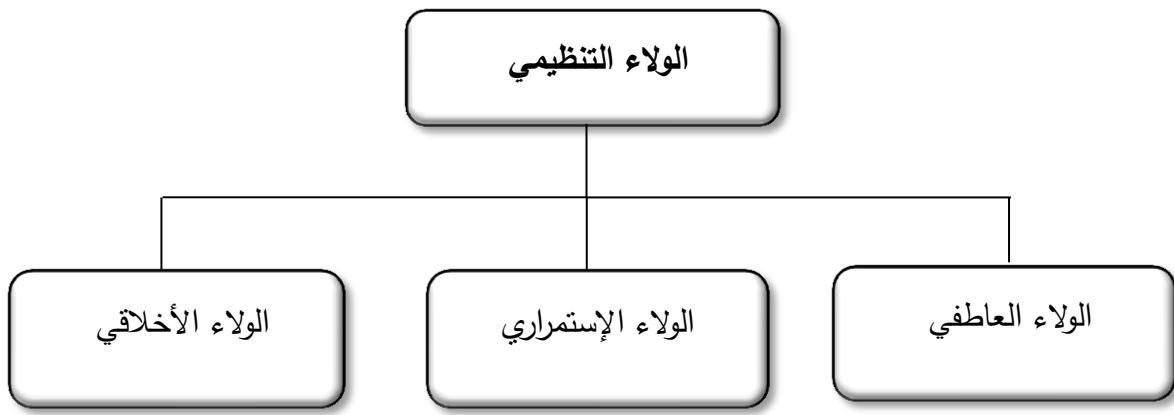 الولاء التنظيمي
الولاء العاطفي
الولاء الإستمراري
الولاء الأخلاقي